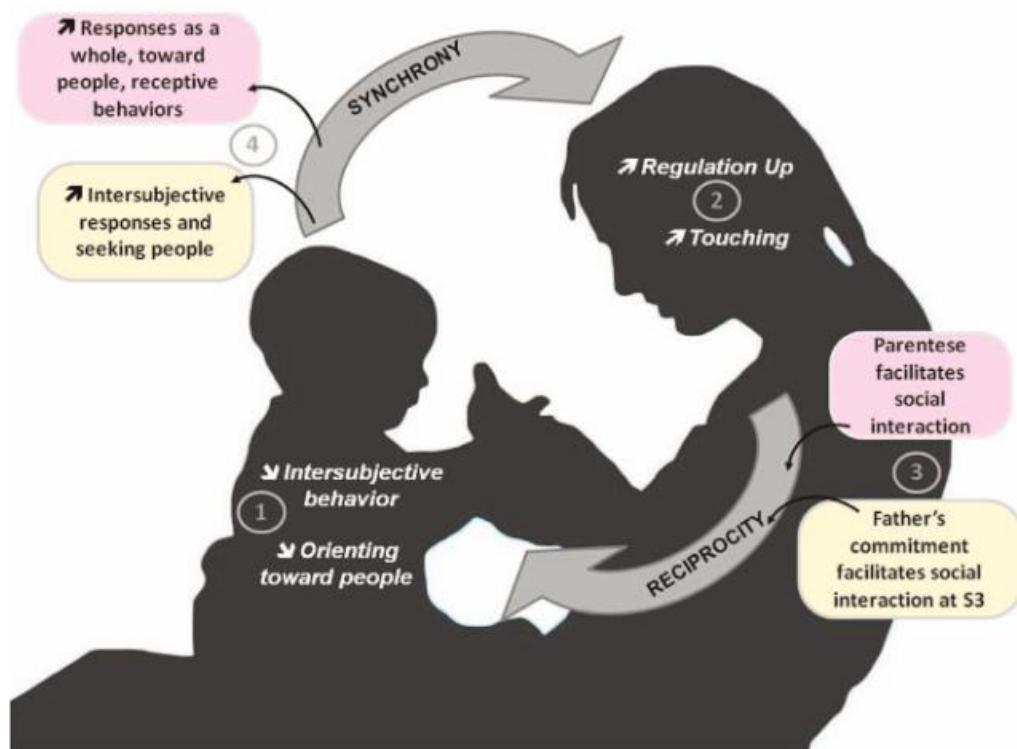 ↗ Responses as a
whole, toward
people, receptive
behaviors
SYNCHRONY
4
↗ Intersubjective
responses and
seeking people
↗ Regulation Up
2
↗ Touching
Parentese
facilitates
social
interaction
3
Father's
commitment
facilitates social
interaction at S3
RECIPROCITY
↘ Intersubjective
behavior
1
↘ Orienting
toward people